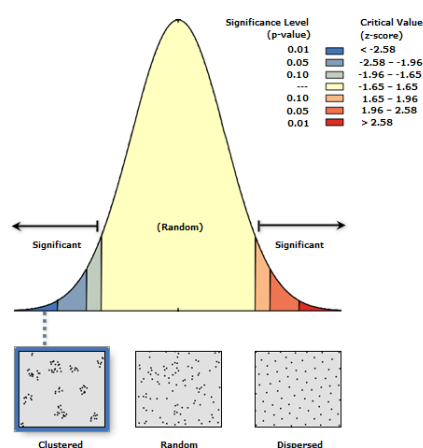 Significance Level Critical Value
(p-value) (z-score)
0.01 < -2.58
0.05 -2.58 - -1.96
0.10 -1.96 - -1.65
--- -1.65 - 1.65
0.10 1.65 - 1.96
0.05 1.96 - 2.58
0.01 > 2.58
(Random)
Significant Significant
Clustered Random Dispersed